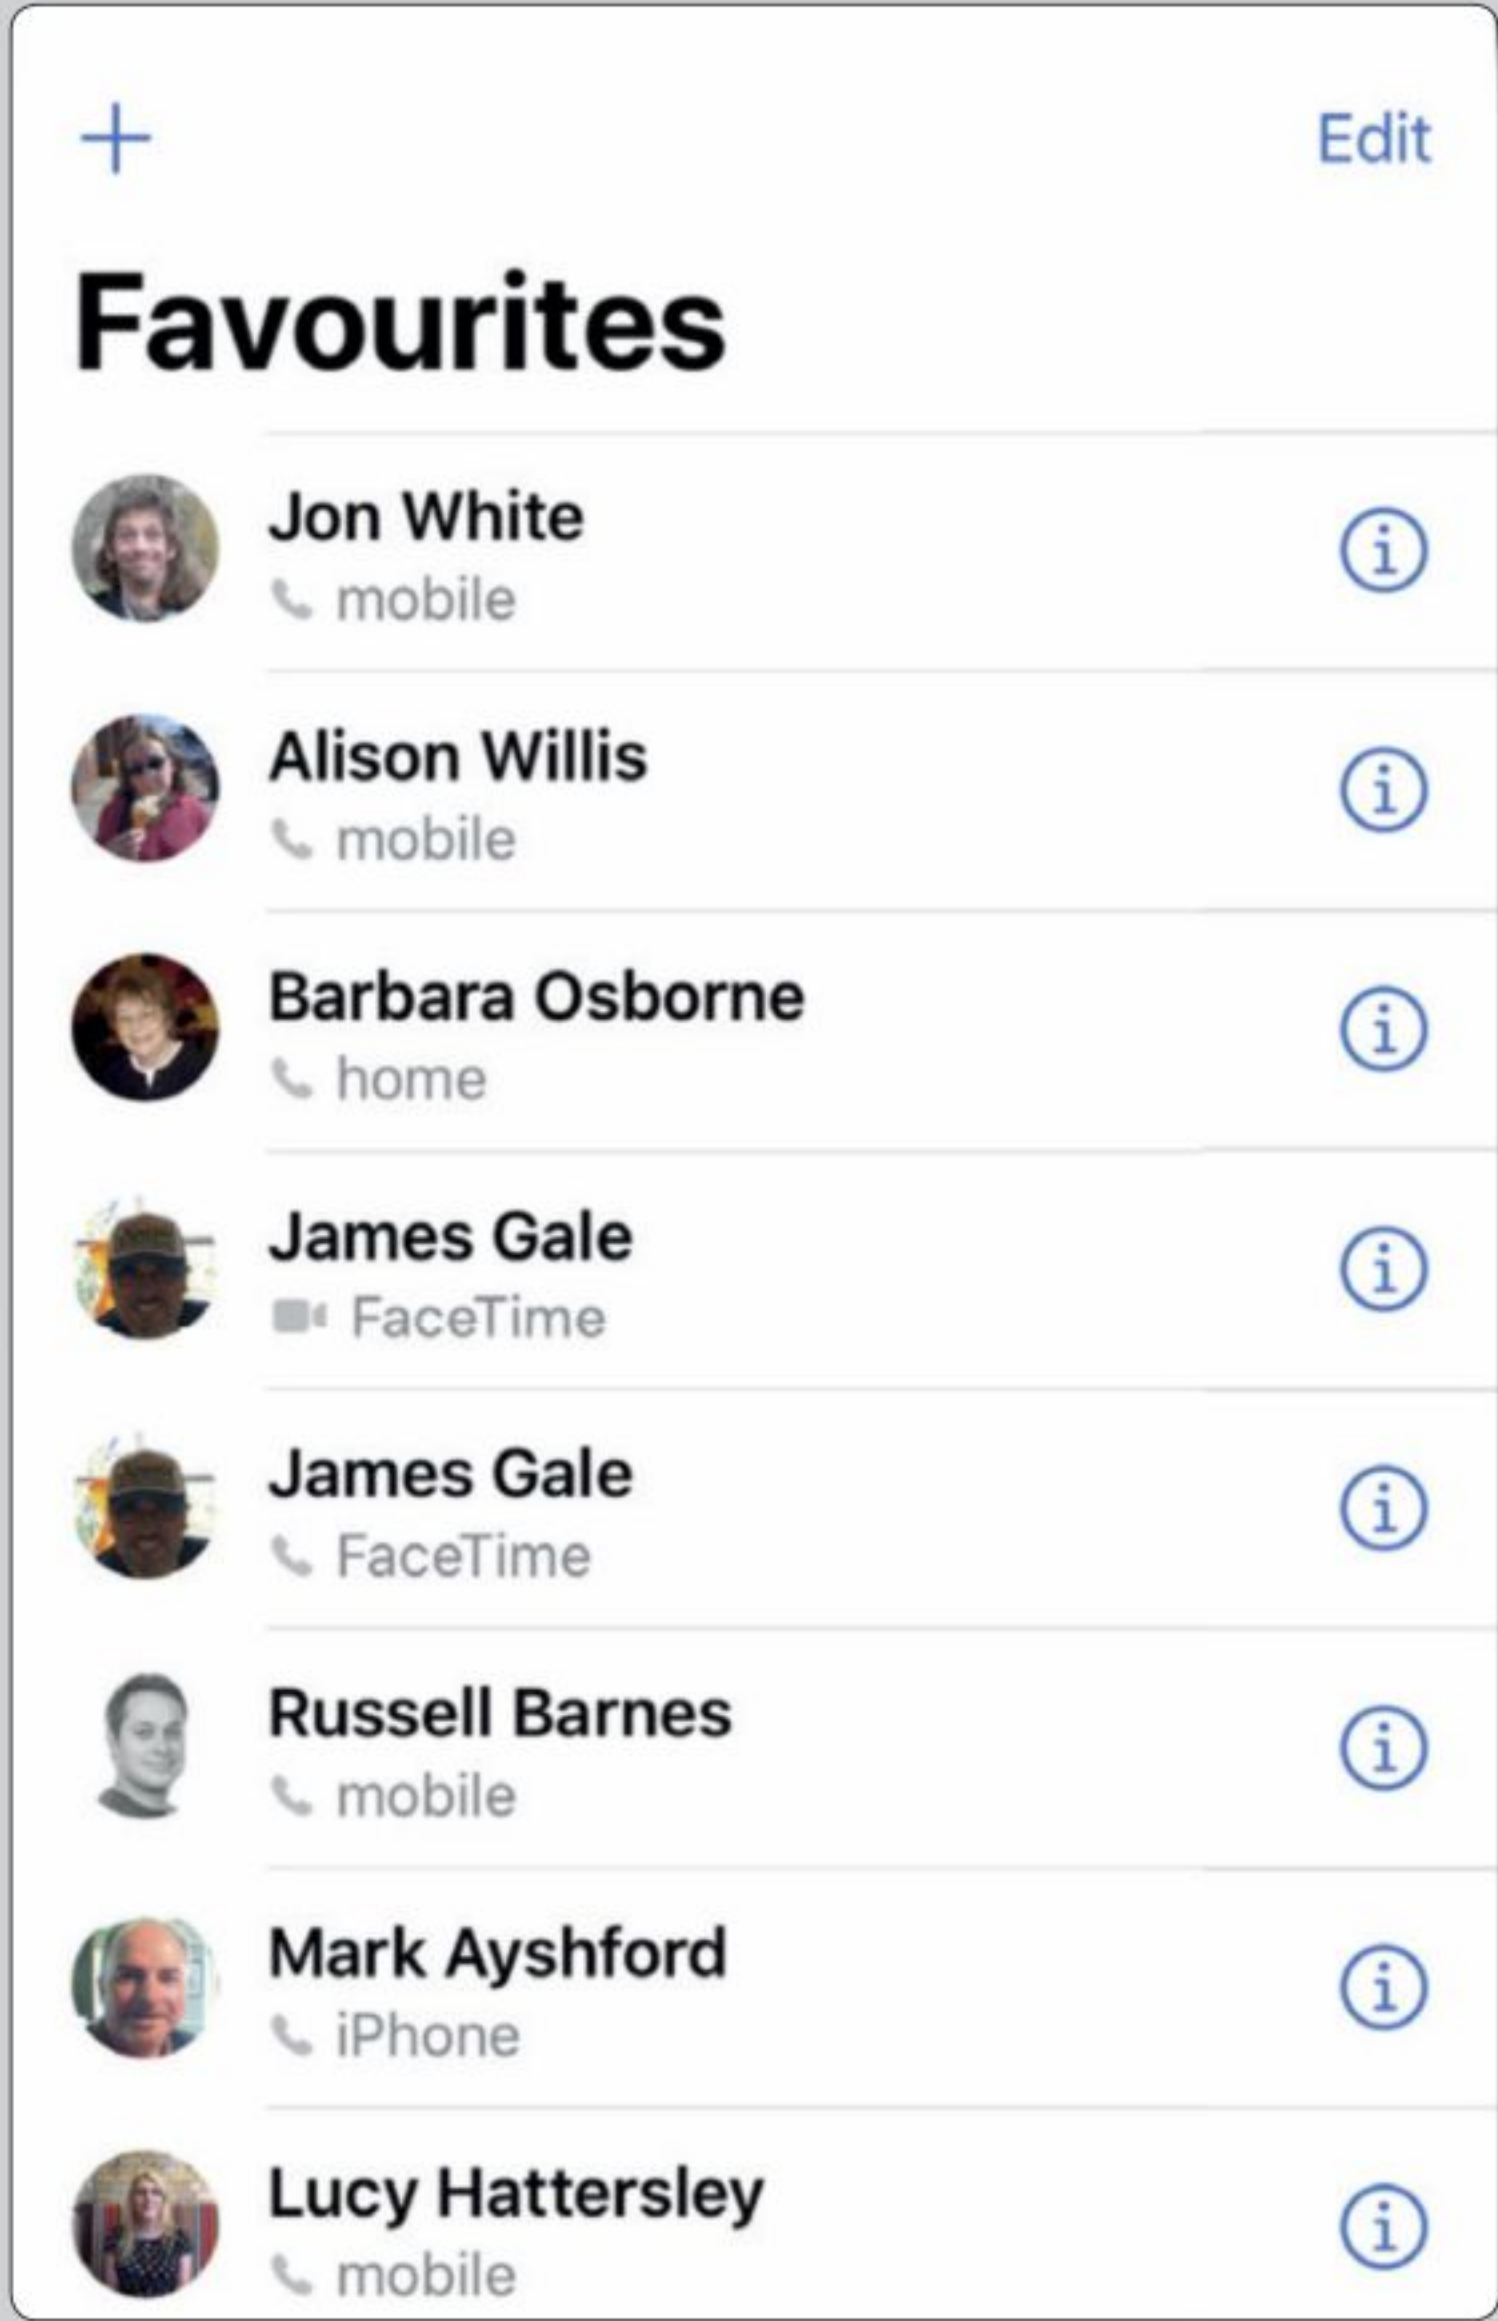 Edit
Favourites
Jon White
mobile
Alison Willis
mobile
Barbara Osborne
home
James Gale
FaceTime
James Gale
FaceTime
Russell Barnes
mobile
Mark Ayshford
iPhone
Lucy Hattersley
mobile